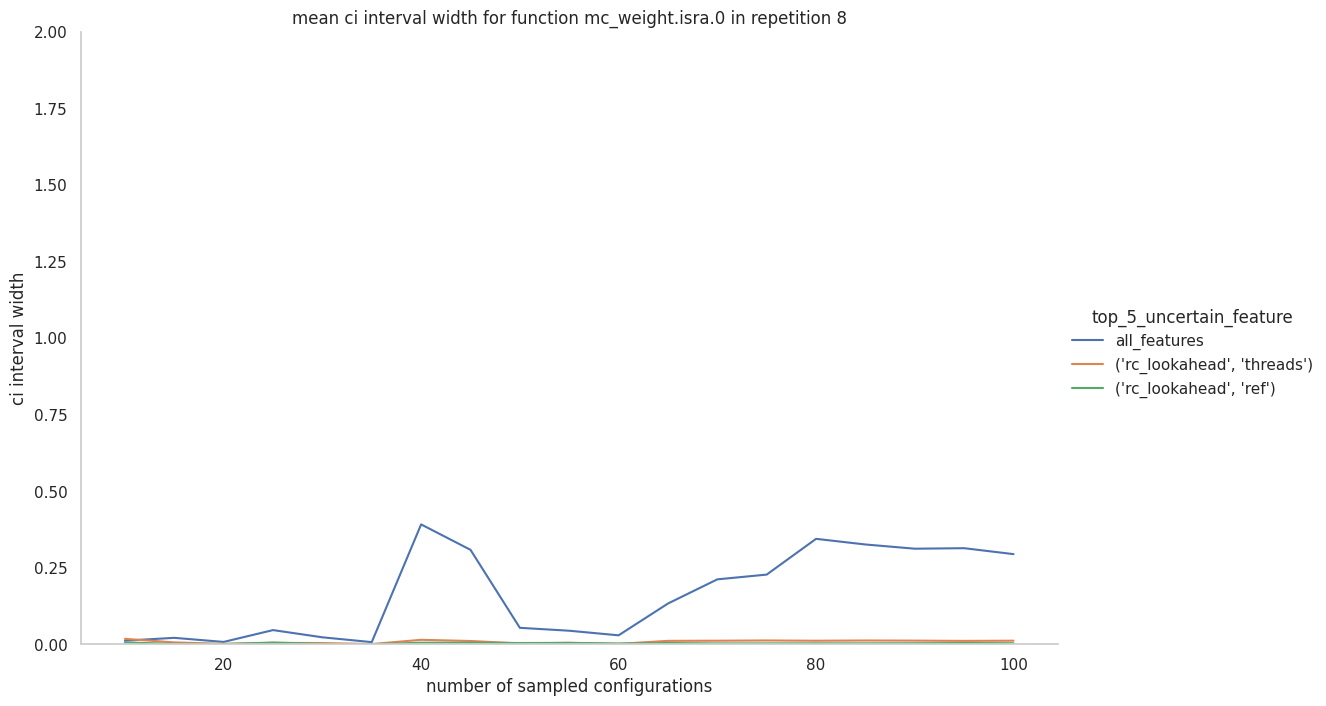 mean ci interval width for function mc_weight.isra.0 in repetition 8
2.00
1.75
1.50
1.25
1.00
0.75
0.50
0.25
0.00
ci interval width
20
40
60
80
100
number of sampled configurations
top_5_uncertain_feature
all_features
('rc_lookahead', 'threads')
('rc_lookahead', 'ref')